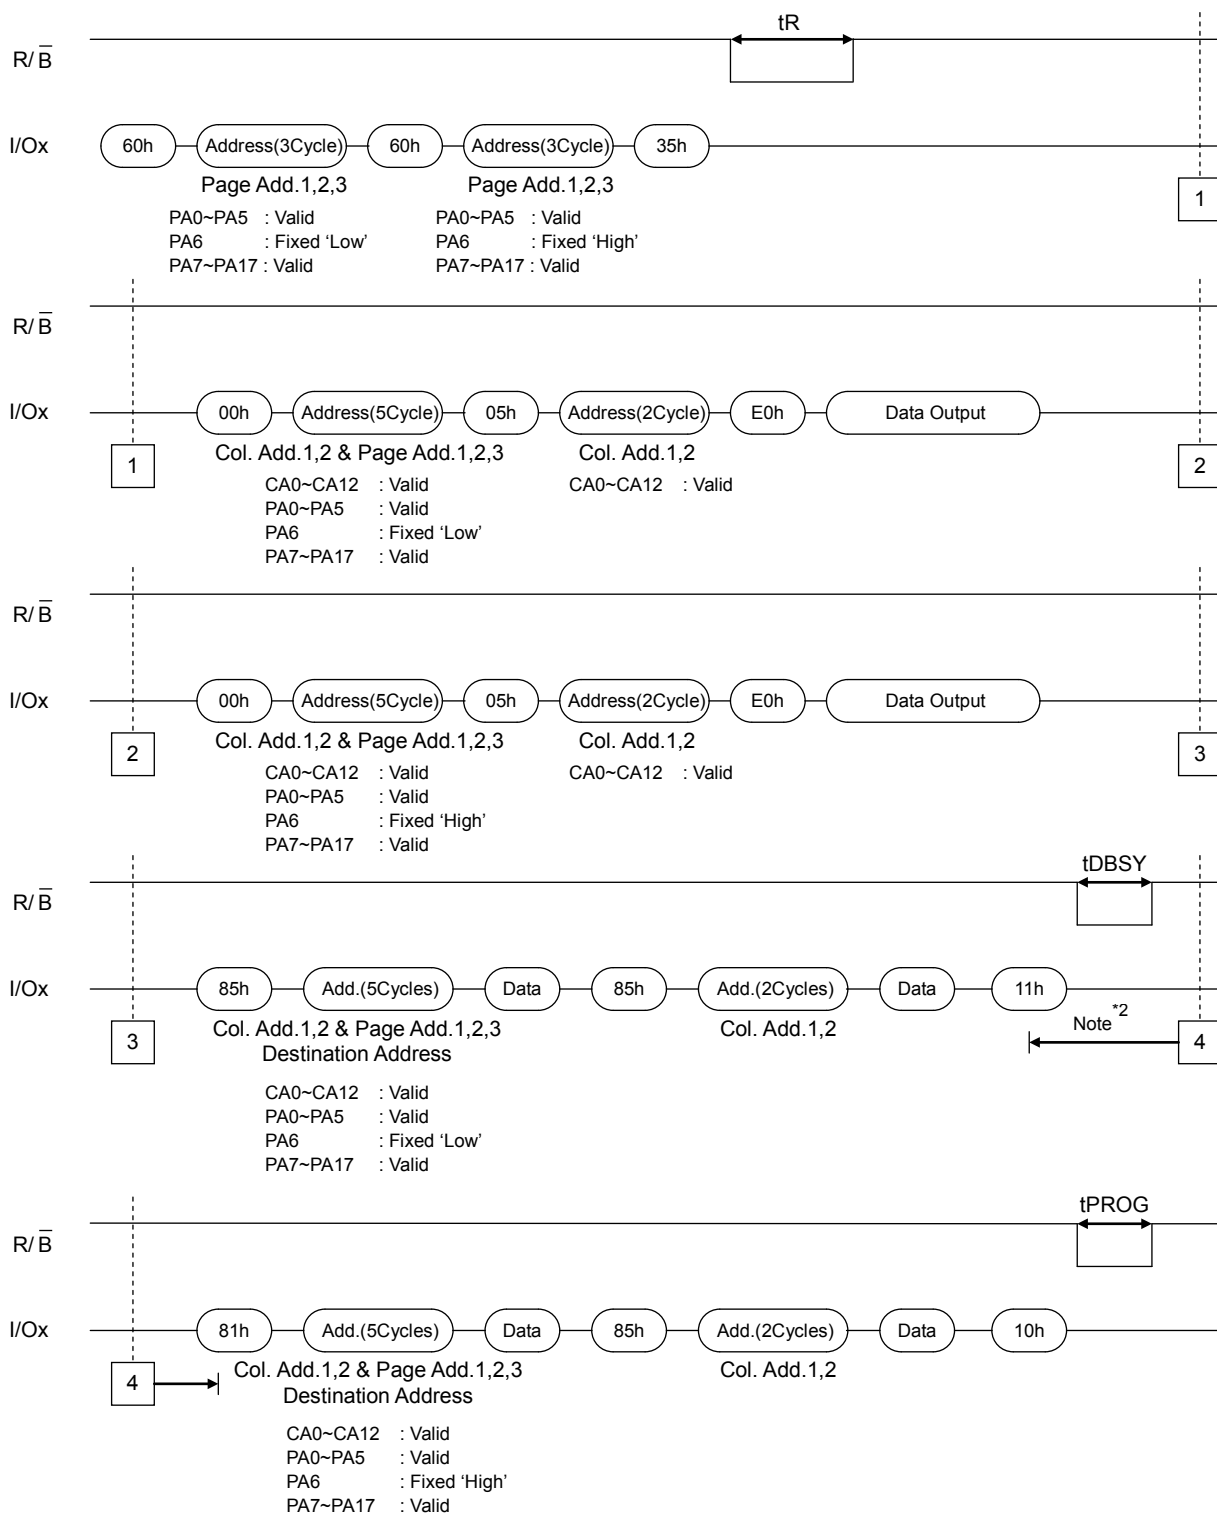 tR
R/B̅
I/Ox 60h Address(3Cycle) 60h Address(3Cycle) 35h
Page Add.1,2,3 Page Add.1,2,3
1
PA0~PA5 : Valid PA0~PA5 : Valid
PA6 : Fixed ‘Low’ PA6 : Fixed ‘High’
PA7~PA17 : Valid PA7~PA17 : Valid
R/B̅
I/Ox 00h Address(5Cycle) 05h Address(2Cycle) E0h Data Output
Col. Add.1,2 & Page Add.1,2,3 Col. Add.1,2
1 2
CA0~CA12 : Valid CA0~CA12 : Valid
PA0~PA5 : Valid
PA6 : Fixed ‘Low’
PA7~PA17 : Valid
R/B̅
I/Ox 00h Address(5Cycle) 05h Address(2Cycle) E0h Data Output
Col. Add.1,2 & Page Add.1,2,3 Col. Add.1,2
2 3
CA0~CA12 : Valid CA0~CA12 : Valid
PA0~PA5 : Valid
PA6 : Fixed ‘High’
PA7~PA17 : Valid
tDBSY
R/B̅
I/Ox 85h Add.(5Cycles) Data 85h Add.(2Cycles) Data 11h
Col. Add.1,2 & Page Add.1,2,3 Col. Add.1,2 Note*2
3 4
Destination Address
CA0~CA12 : Valid
PA0~PA5 : Valid
PA6 : Fixed ‘Low’
PA7~PA17 : Valid
tPROG
R/B̅
I/Ox 81h Add.(5Cycles) Data 85h Add.(2Cycles) Data 10h
Col. Add.1,2 & Page Add.1,2,3 Col. Add.1,2
4
Destination Address
CA0~CA12 : Valid
PA0~PA5 : Valid
PA6 : Fixed ‘High’
PA7~PA17 : Valid